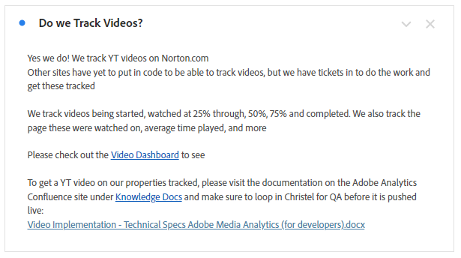 Do we Track Videos?
Yes we do! We track YT videos on Norton.com
Other sites have yet to put in code to be able to track videos, but we have tickets in to do the work and
get these tracked
We track videos being started, watched at 25% through, 50%, 75% and completed. We also track the
page these were watched on, average time played, and more
Please check out the Video Dashboard to see
To get a YT video on our properties tracked, please visit the documentation on the Adobe Analytics
Confluence site under Knowledge Docs and make sure to loop in Christel for QA before it is pushed
live:
Video Implementation - Technical Specs Adobe Media Analytics (for developers).docx